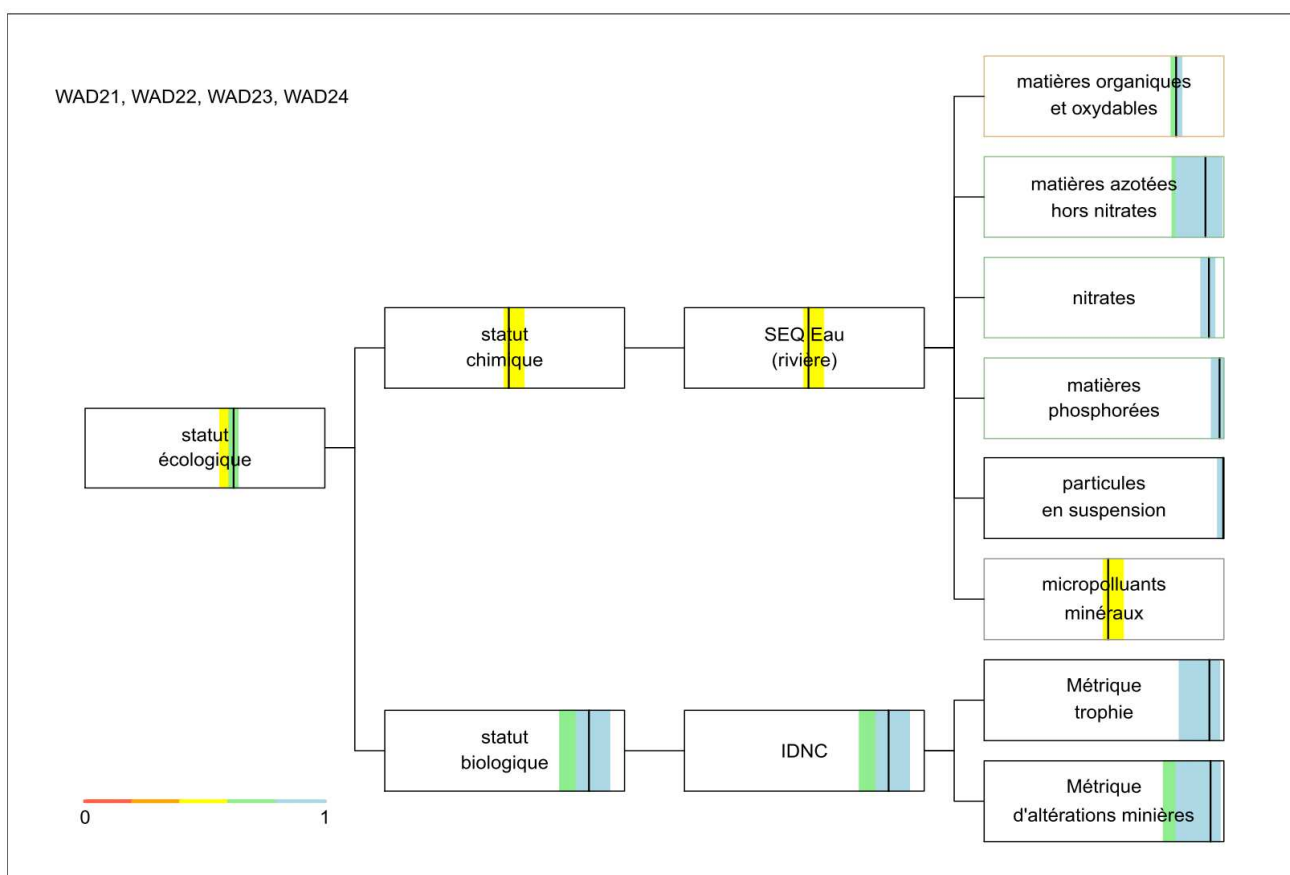 WAD21, WAD22, WAD23, WAD24
matières organiques
et oxydables
matières azotées
hors nitrates
nitrates
statut
chimique
SEQ Eau
(rivière)
matières
phosphorées
statut
écologique
particules
en suspension
micropolluants
minéraux
Métrique
trophie
statut
biologique
IDNC
Métrique
d'altérations minières
0
1